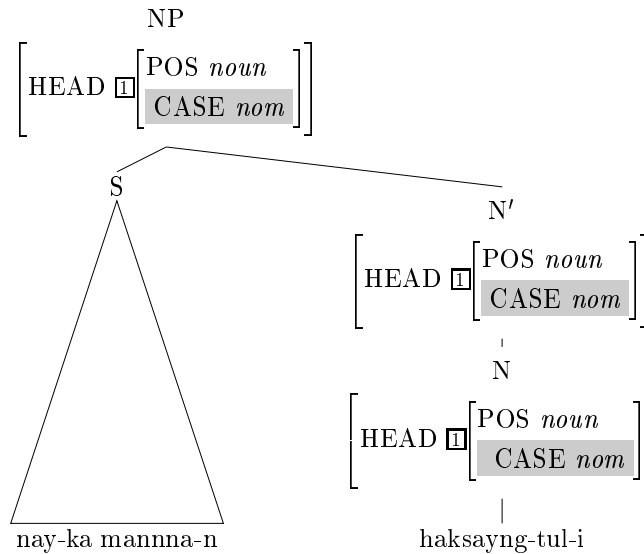 NP
HEAD 1 POS noun
CASE nom
S
N′
HEAD 1 POS noun
CASE nom
N
HEAD 1 POS noun
CASE nom
nay-ka mannna-n haksayng-tul-i